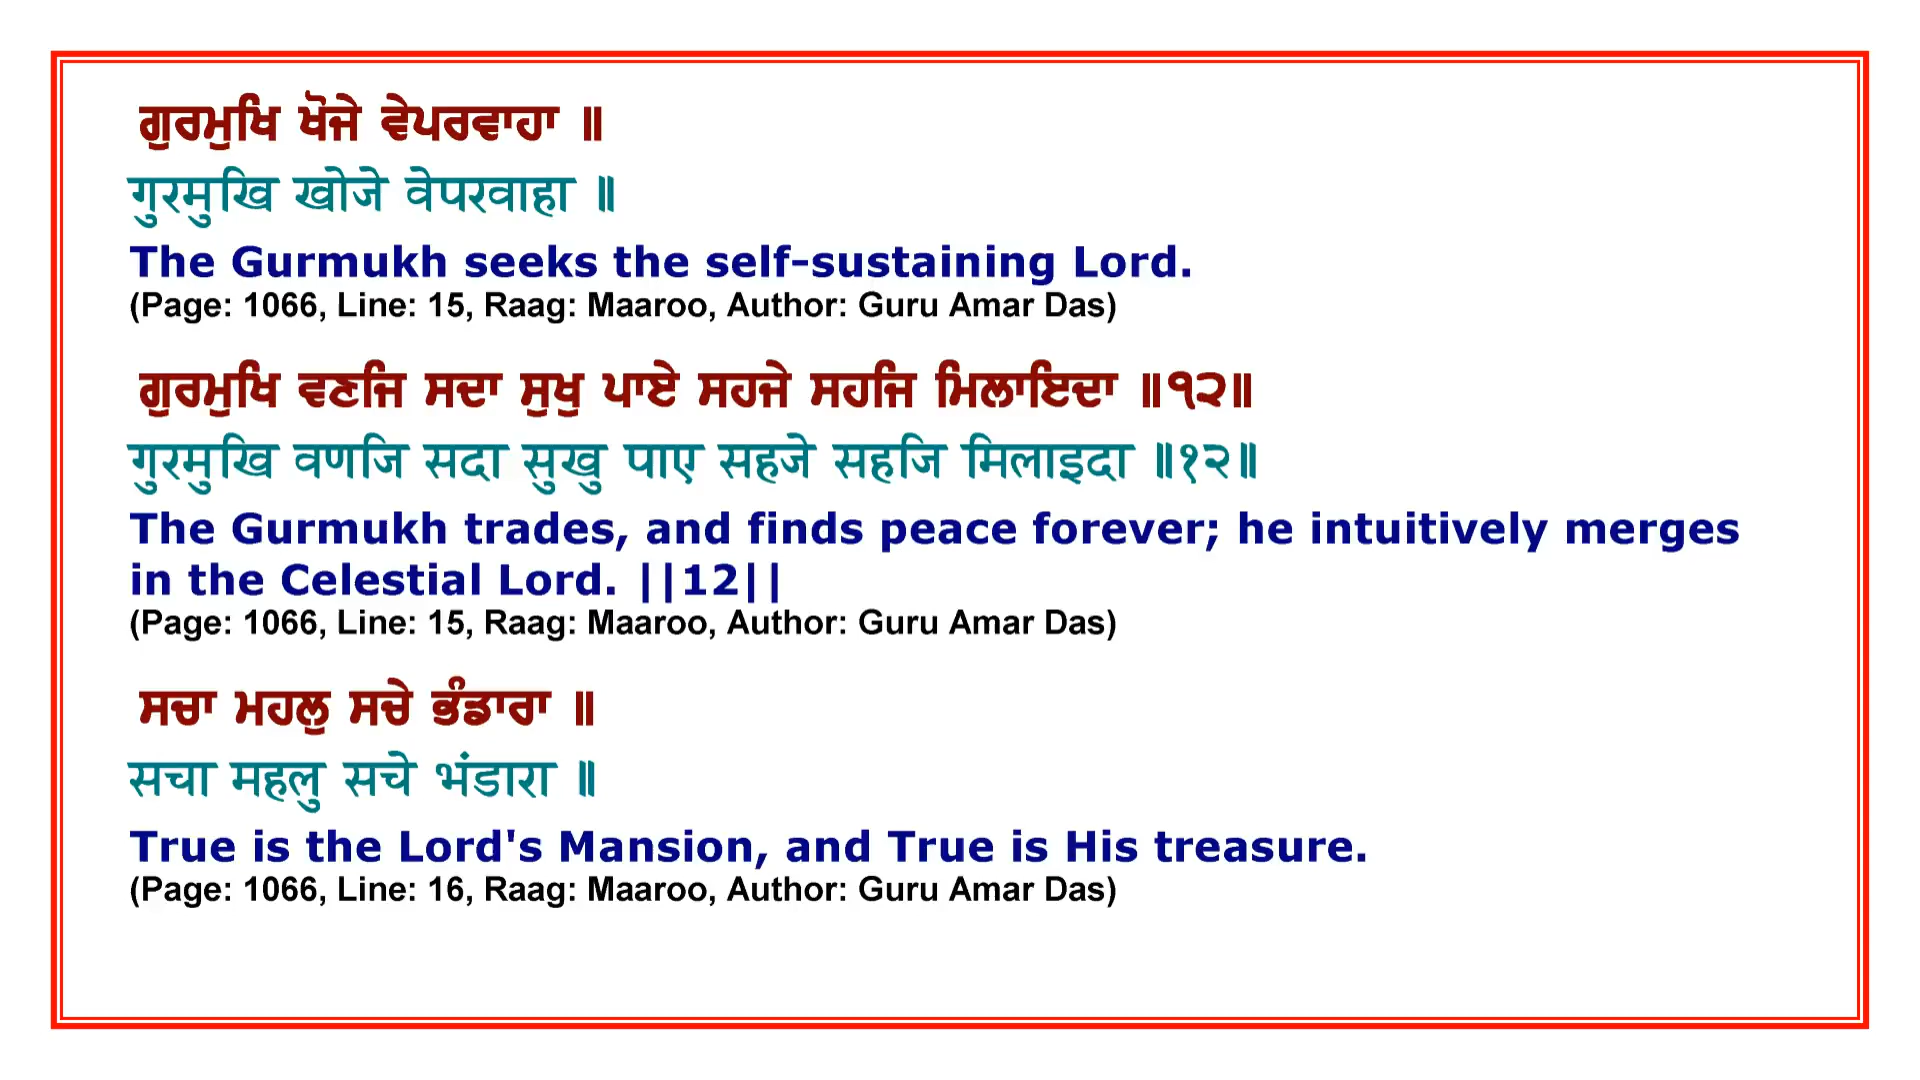 ਗੁਰਮੁਖਿ ਖੋਜੇ ਵੇਪਰਵਾਹਾ ॥
गुरमुखि खोजे वेपरवाहा ॥
The Gurmukh seeks the self-sustaining Lord.
(Page: 1066, Line: 15, Raag: Maaroo, Author: Guru Amar Das)
ਗੁਰਮੁਖਿ ਵਣਜਿ ਸਦਾ ਸੁਖੁ ਪਾਏ ਸਹਜੇ ਸਹਜਿ ਮਿਲਾਇਦਾ ॥੧੨॥
गुरमुखि वणजि सदा सुखु पाए सहजे सहजि मिलाइदा ॥१२॥
The Gurmukh trades, and finds peace forever; he intuitively merges
in the Celestial Lord. ||12||
(Page: 1066, Line: 15, Raag: Maaroo, Author: Guru Amar Das)
ਸਚਾ ਮਹਲੁ ਸਚੇ ਭੰਡਾਰਾ ॥
सचा महलु सचे भंडारा ॥
True is the Lord's Mansion, and True is His treasure.
(Page: 1066, Line: 16, Raag: Maaroo, Author: Guru Amar Das)